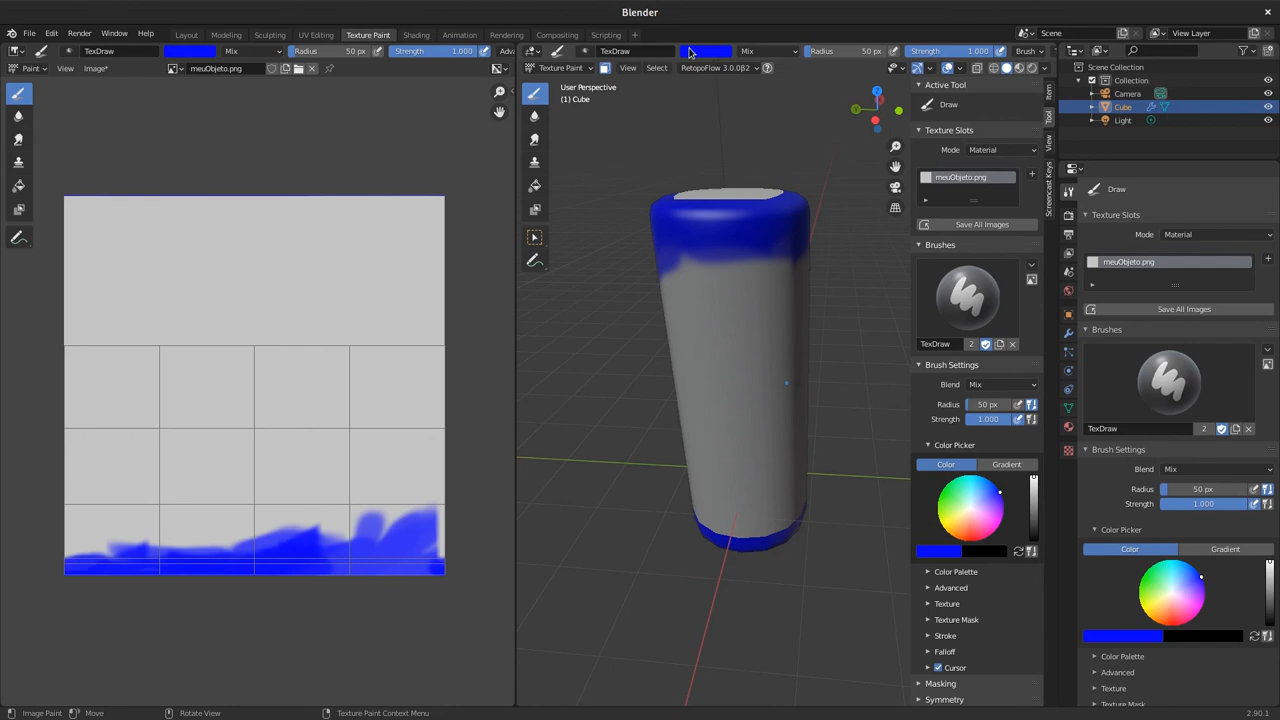 Blender
File Edit Render Window Help
Layout Modeling Sculpting UV Editing Texture Paint Shading Animation Rendering Compositing Scripting +
Scene View Layer
TexDraw Mix Radius 50 px Strength 1.000 Adv
TexDraw Mix Radius 50 px Strength 1.000 Brush
Paint View Image* meuObjeto.png
Texture Paint View Select RetopoFlow 3.0.0β2
User Perspective
(1) Cube
Active Tool
Draw
Texture Slots
Mode Material
meuObjeto.png
Save All Images
Brushes
TexDraw 2
Brush Settings
Blend Mix
Radius 50 px
Strength 1.000
Color Picker
Color Gradient
Color Palette
Advanced
Texture
Texture Mask
Stroke
Falloff
Cursor
Masking
Symmetry
Item
Tool
View
Screencast Keys
Scene Collection
Collection
Camera
Cube
Light
Draw
Texture Slots
Mode Material
meuObjeto.png
Save All Images
Brushes
TexDraw 2
Brush Settings
Blend Mix
Radius 50 px
Strength 1.000
Color Picker
Color Gradient
Color Palette
Advanced
Texture
Texture Mask
Image Paint Move Rotate View Texture Paint Context Menu 2.90.1